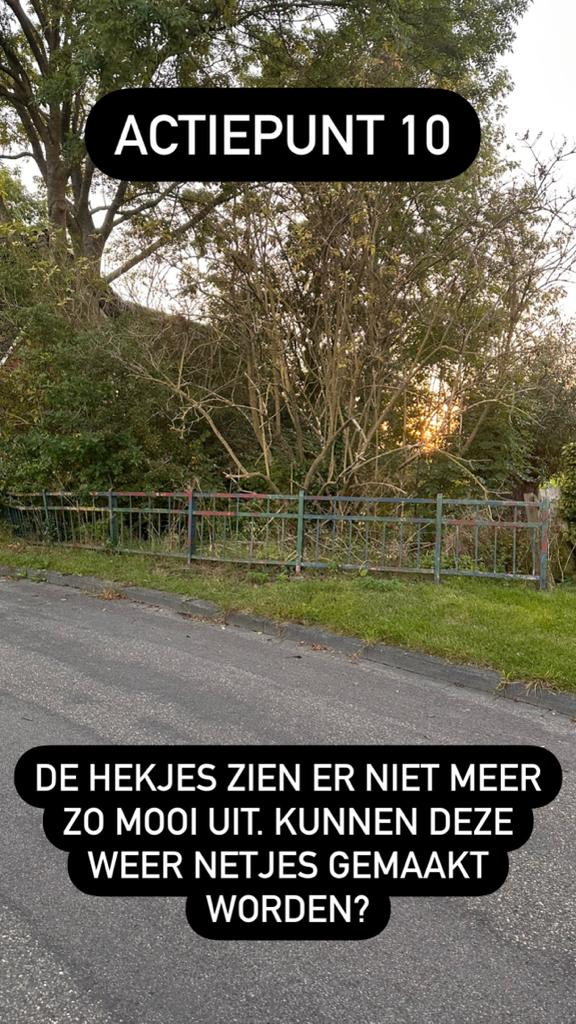 ACTIEPUNT 10
DE HEKJES ZIEN ER NIET MEER
ZO MOOI UIT. KUNNEN DEZE
WEER NETJES GEMAAKT
WORDEN?